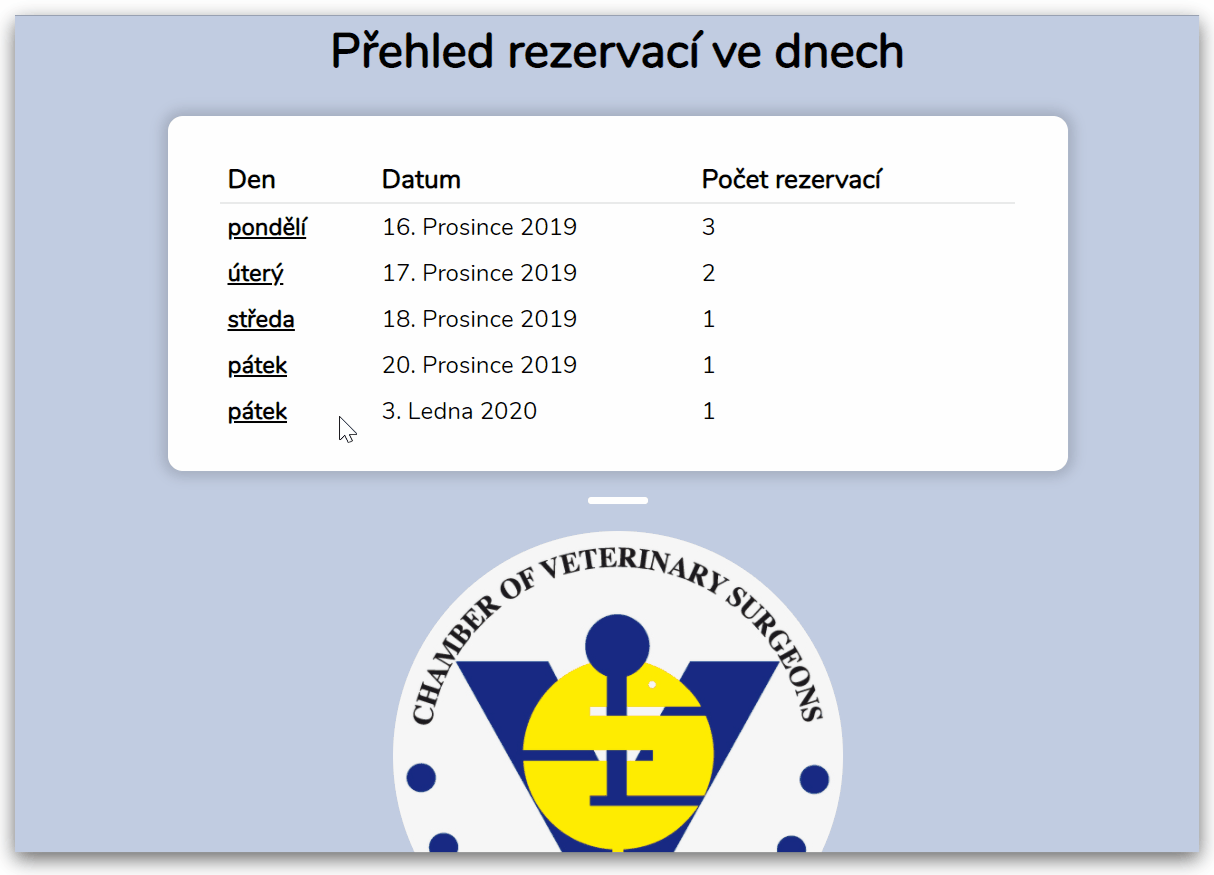 Přehled rezervací ve dnech
Den Datum Počet rezervací
pondělí 16. Prosince 2019 3
úterý 17. Prosince 2019 2
středa 18. Prosince 2019 1
pátek 20. Prosince 2019 1
pátek 3. Ledna 2020 1
CHAMBER OF VETERINARY SURGEONS